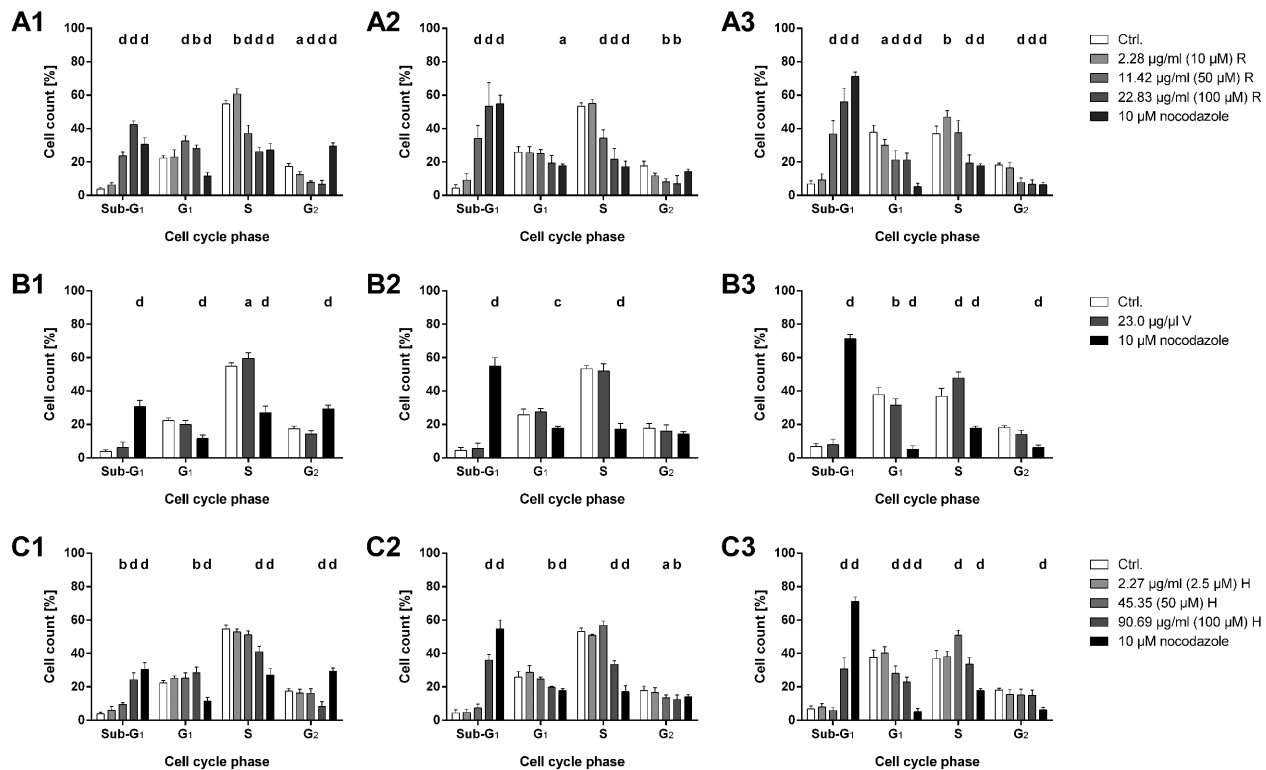 A1
A2
A3
100
80
60
40
20
0
Cell count [%]
d d d d b d b d d d a d d d
Sub-G1 G1 S G2
Cell cycle phase
100
80
60
40
20
0
Cell count [%]
d d d a d d d b b
Sub-G1 G1 S G2
Cell cycle phase
100
80
60
40
20
0
Cell count [%]
d d d a d d d b d d d d d
Sub-G1 G1 S G2
Cell cycle phase
Ctrl.
2.28 µg/ml (10 µM) R
11.42 µg/ml (50 µM) R
22.83 µg/ml (100 µM) R
10 µM nocodazole
B1
B2
B3
100
80
60
40
20
0
Cell count [%]
d d a d d
Sub-G1 G1 S G2
Cell cycle phase
100
80
60
40
20
0
Cell count [%]
d c d
Sub-G1 G1 S G2
Cell cycle phase
100
80
60
40
20
0
Cell count [%]
d b d d d d
Sub-G1 G1 S G2
Cell cycle phase
Ctrl.
23.0 µg/µl V
10 µM nocodazole
C1
C2
C3
100
80
60
40
20
0
Cell count [%]
b d d b d d d d d
Sub-G1 G1 S G2
Cell cycle phase
100
80
60
40
20
0
Cell count [%]
d d b d d d a b
Sub-G1 G1 S G2
Cell cycle phase
100
80
60
40
20
0
Cell count [%]
d d d d d d d d
Sub-G1 G1 S G2
Cell cycle phase
Ctrl.
2.27 µg/ml (2.5 µM) H
45.35 (50 µM) H
90.69 µg/ml (100 µM) H
10 µM nocodazole